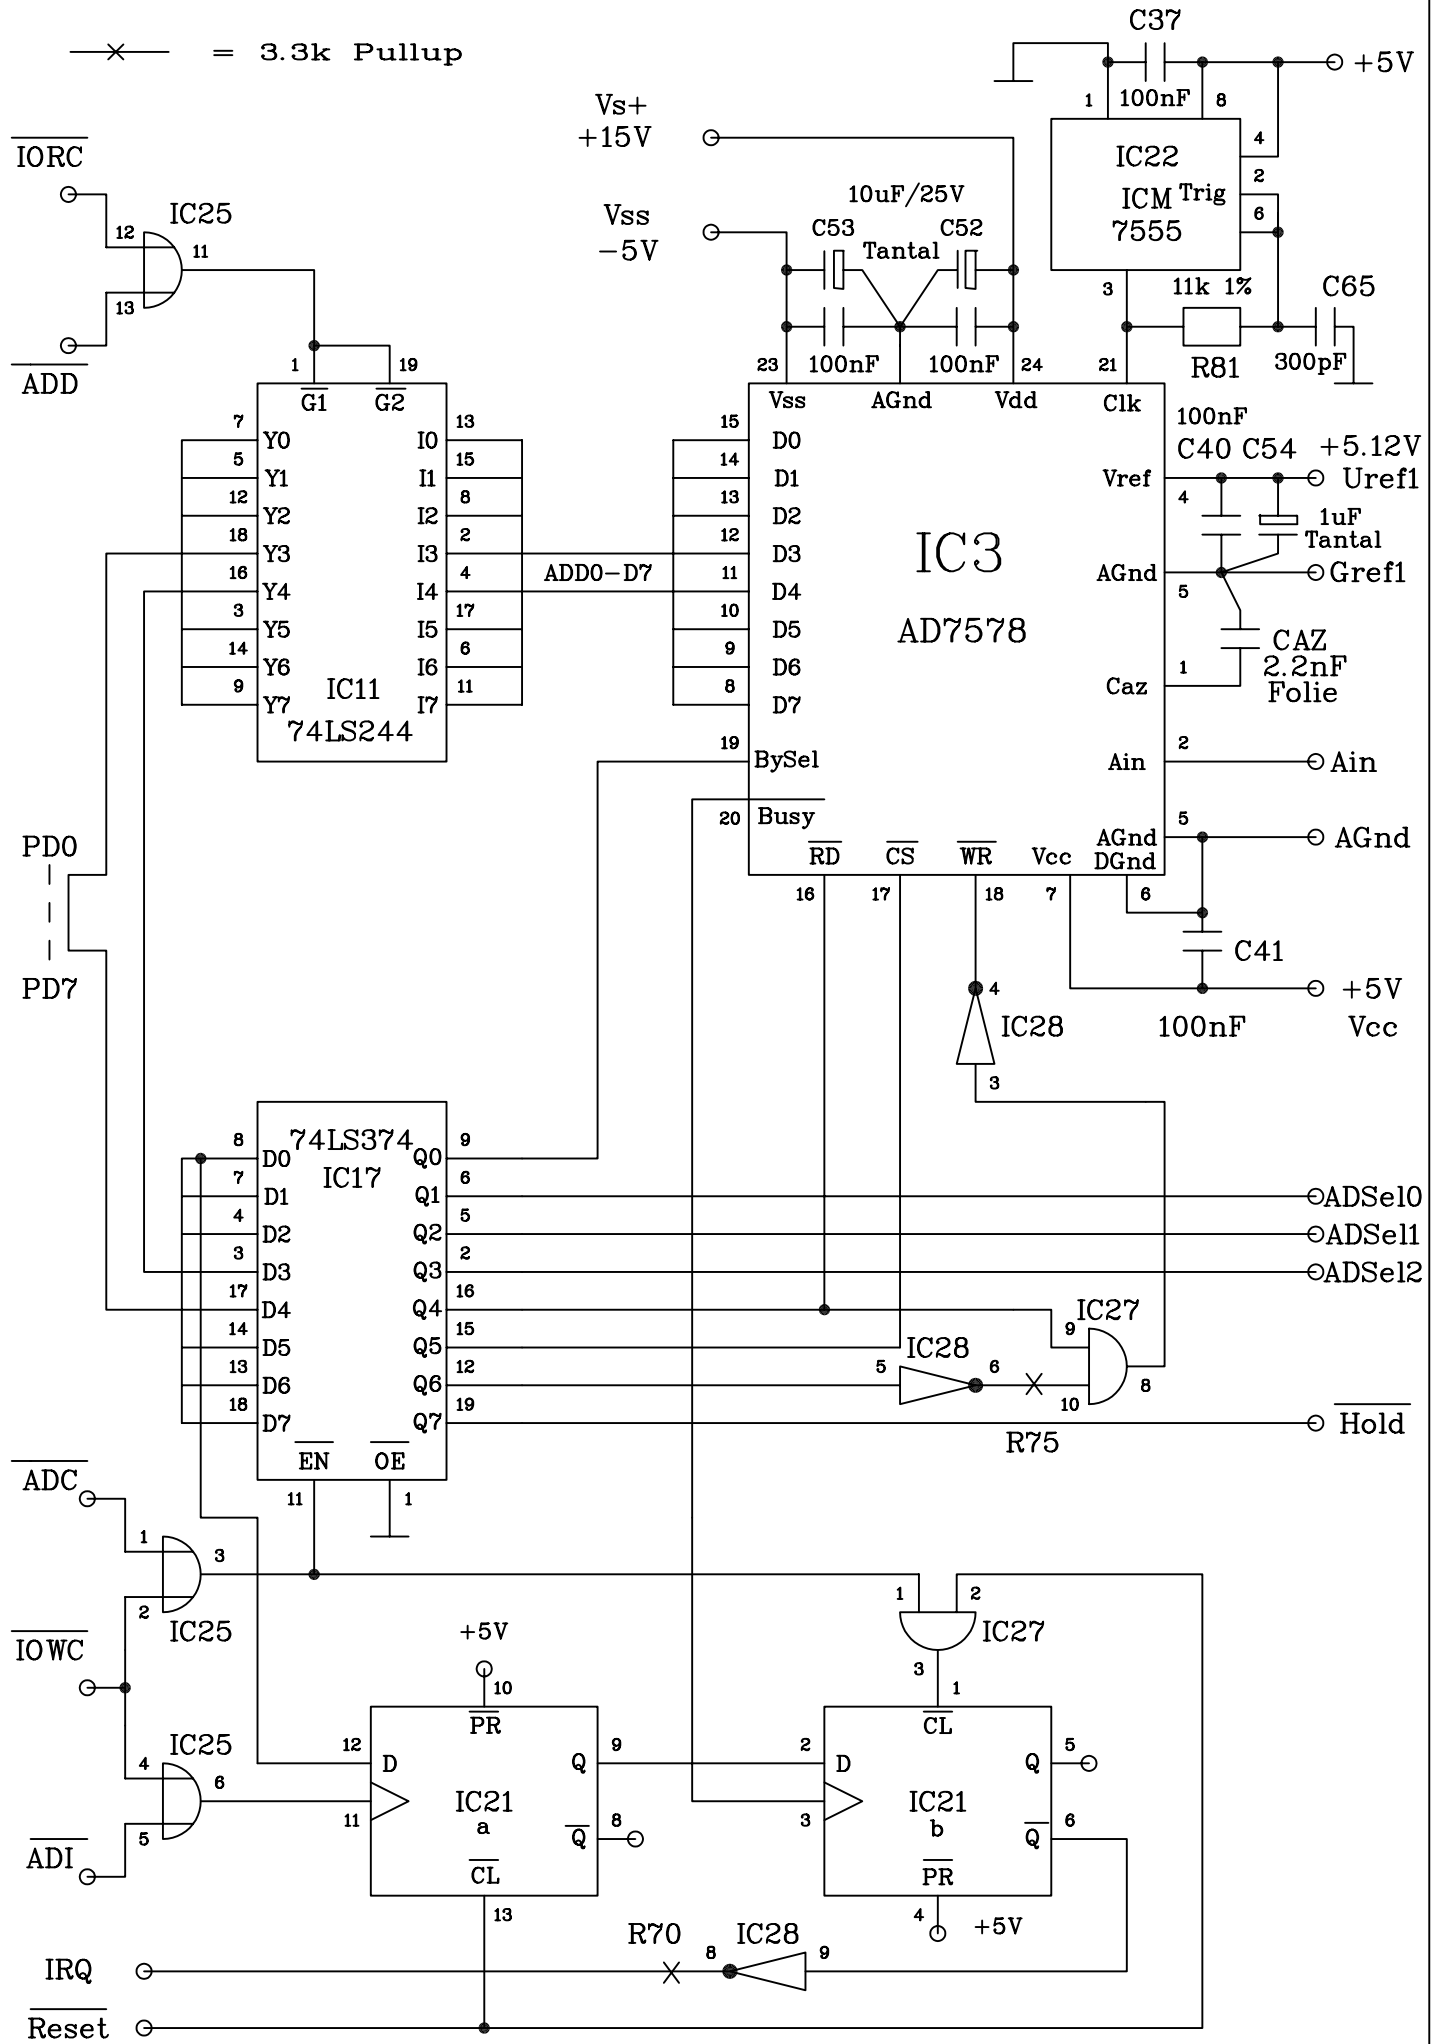 = 3.3k Pullup
C37
+5V
1 100nF 8
Vs+
+15V
IC22
ICM
7555
Trig
4
2
6
3
IORC
12 IC25
11
13
ADD
Vss
-5V
10uF/25V
C53 C52
Tantal
100nF 100nF
23 24 21
11k 1%
R81
C65
300pF
1 19
G1 G2
7 Y0 I0 13
5 Y1 I1 15
12 Y2 I2 8
18 Y3 I3 2
16 Y4 I4 4
3 Y5 I5 17
14 Y6 I6 6
9 Y7 I7 11
IC11
74LS244
ADD0-D7
Vss AGnd Vdd Clk
15 D0
14 D1
13 D2
12 D3
11 D4
10 D5
9 D6
8 D7
19 BySel
20 Busy
IC3
AD7578
100nF
C40 C54 +5.12V
Vref 4 Uref1
1uF
Tantal
AGnd 5 Gref1
CAZ
2.2nF
Folie
Caz 1
Ain 2 Ain
AGnd 5 AGnd
DGnd
RD CS WR Vcc
16 17 18 7 6
C41
100nF
+5V
Vcc
4
IC28
3
PD0
PD7
74LS374
IC17
8 D0 Q0 9
7 D1 Q1 6 ADSel0
4 D2 Q2 5 ADSel1
3 D3 Q3 2 ADSel2
17 D4 Q4 16
14 D5 Q5 15
13 D6 Q6 12
18 D7 Q7 19 Hold
EN OE
11 1
5 IC28 6
R75
9 IC27
10 8
ADC
1
3
2
IC25
IOWC
IC25
4
6
5
ADI
+5V
10
PR
12 D Q 9
IC21
a
11 Q 8
CL
13
1 2
IC27
3
1
CL
2 D Q 5
IC21
b
3 Q 6
PR
4 +5V
R70 8 IC28 9
IRQ
Reset